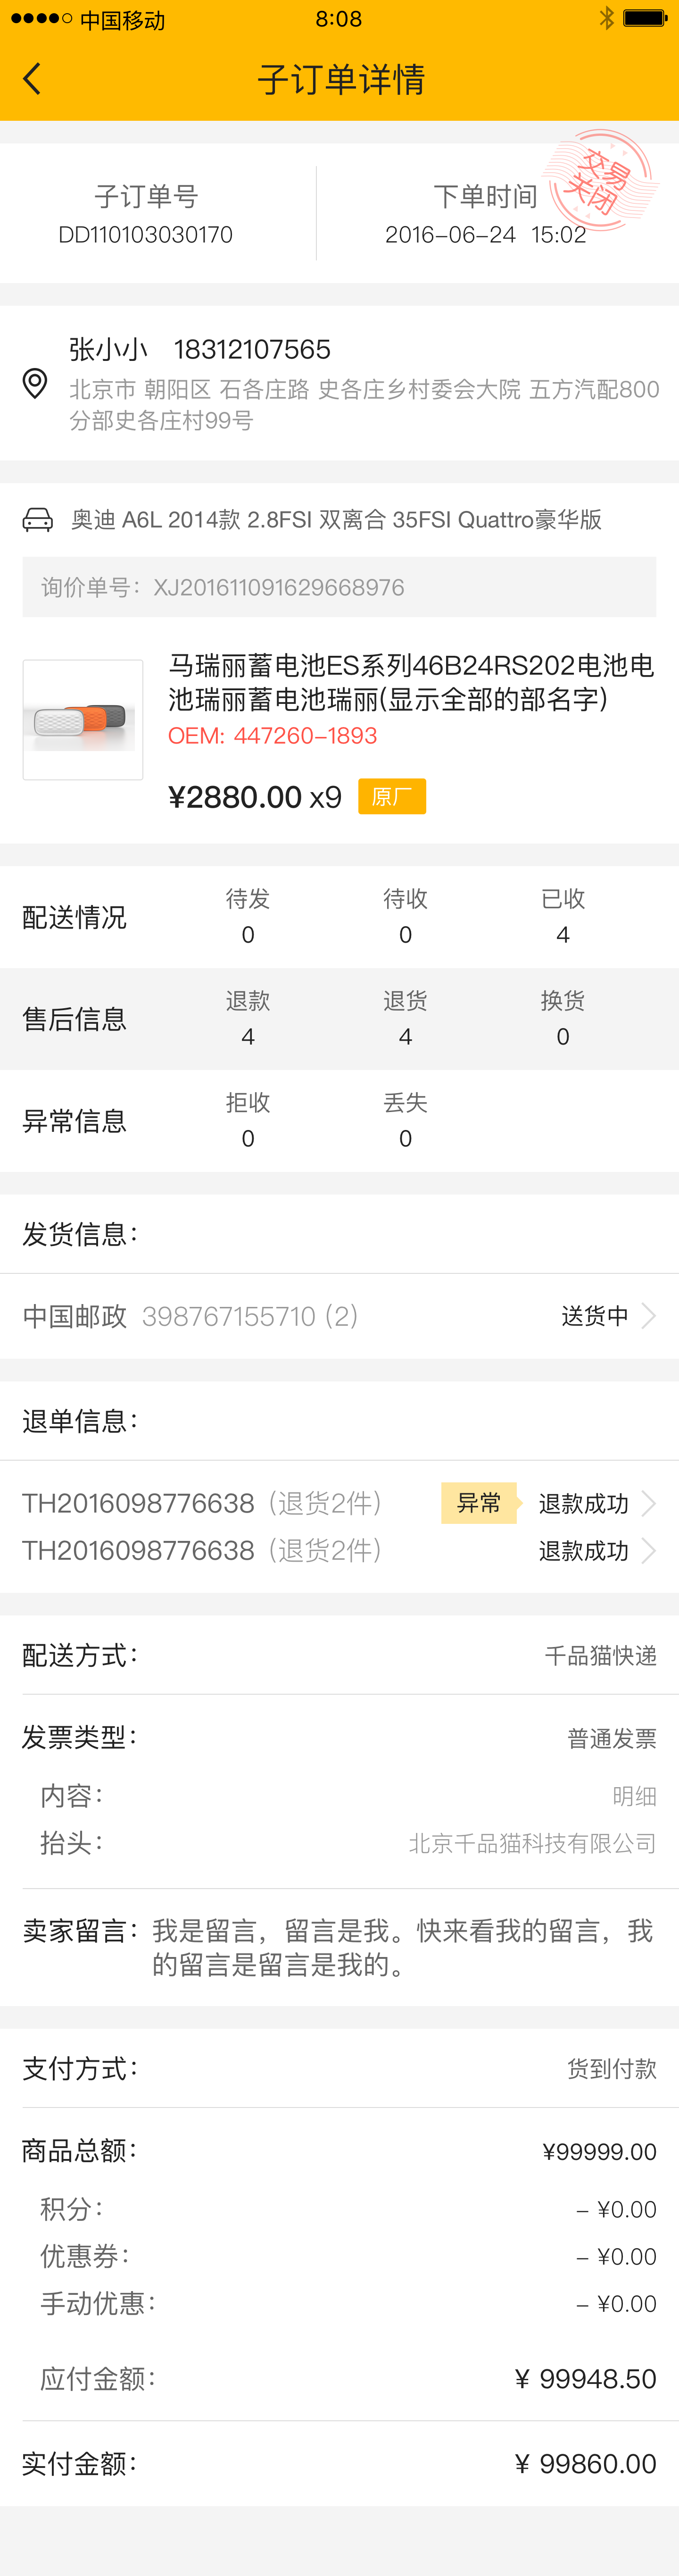 中国移动 8:08
子订单详情
子订单号 下单时间
交易
关闭
DD110103030170 2016-06-24 15:02
张小小 18312107565
北京市 朝阳区 石各庄路 史各庄乡村委会大院 五方汽配800
分部史各庄村99号
奥迪 A6L 2014款 2.8FSI 双离合 35FSI Quattro豪华版
询价单号：XJ201611091629668976
马瑞丽蓄电池ES系列46B24RS202电池电
池瑞丽蓄电池瑞丽(显示全部的部名字)
OEM: 447260-1893
¥2880.00 x9 原厂
配送情况 待发 待收 已收
0 0 4
售后信息 退款 退货 换货
4 4 0
异常信息 拒收 丢失
0 0
发货信息：
中国邮政 398767155710 (2) 送货中
退单信息：
TH2016098776638（退货2件） 异常 退款成功
TH2016098776638（退货2件） 退款成功
配送方式： 千品猫快递
发票类型： 普通发票
内容： 明细
抬头： 北京千品猫科技有限公司
卖家留言：我是留言，留言是我。快来看我的留言，我
的留言是留言是我的。
支付方式： 货到付款
商品总额： ¥99999.00
积分： – ¥0.00
优惠券： – ¥0.00
手动优惠： – ¥0.00
应付金额： ¥ 99948.50
实付金额： ¥ 99860.00